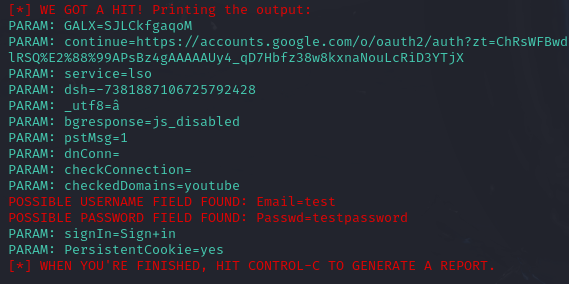 [*] WE GOT A HIT! Printing the output:
PARAM: GALX=SJLCkfgaqoM
PARAM: continue=https://accounts.google.com/o/oauth2/auth?zt=ChRsWFBwd
lRSQ%E2%88%99APsBz4gAAAAAUy4_qD7Hbfz38w8kxnaNouLcRiD3YTjX
PARAM: service=lso
PARAM: dsh=-7381887106725792428
PARAM: _utf8=â
PARAM: bgresponse=js_disabled
PARAM: pstMsg=1
PARAM: dnConn=
PARAM: checkConnection=
PARAM: checkedDomains=youtube
POSSIBLE USERNAME FIELD FOUND: Email=test
POSSIBLE PASSWORD FIELD FOUND: Passwd=testpassword
PARAM: signIn=Sign+in
PARAM: PersistentCookie=yes
[*] WHEN YOU'RE FINISHED, HIT CONTROL-C TO GENERATE A REPORT.